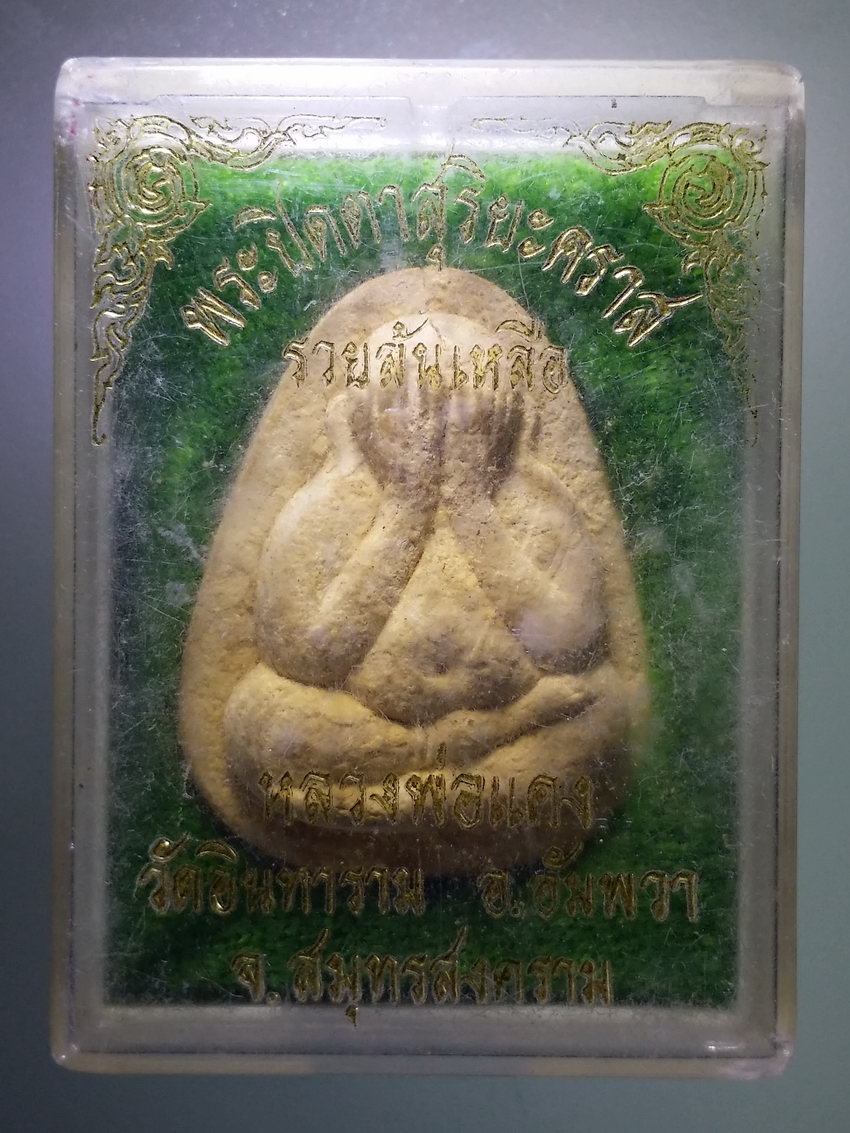 พระปิดตาสุริยะคราส
รวยล้นเหลือ
หลวงพ่อแดง
วัดอินทาราม อ.อัมพวา
จ.สมุทรสงคราม